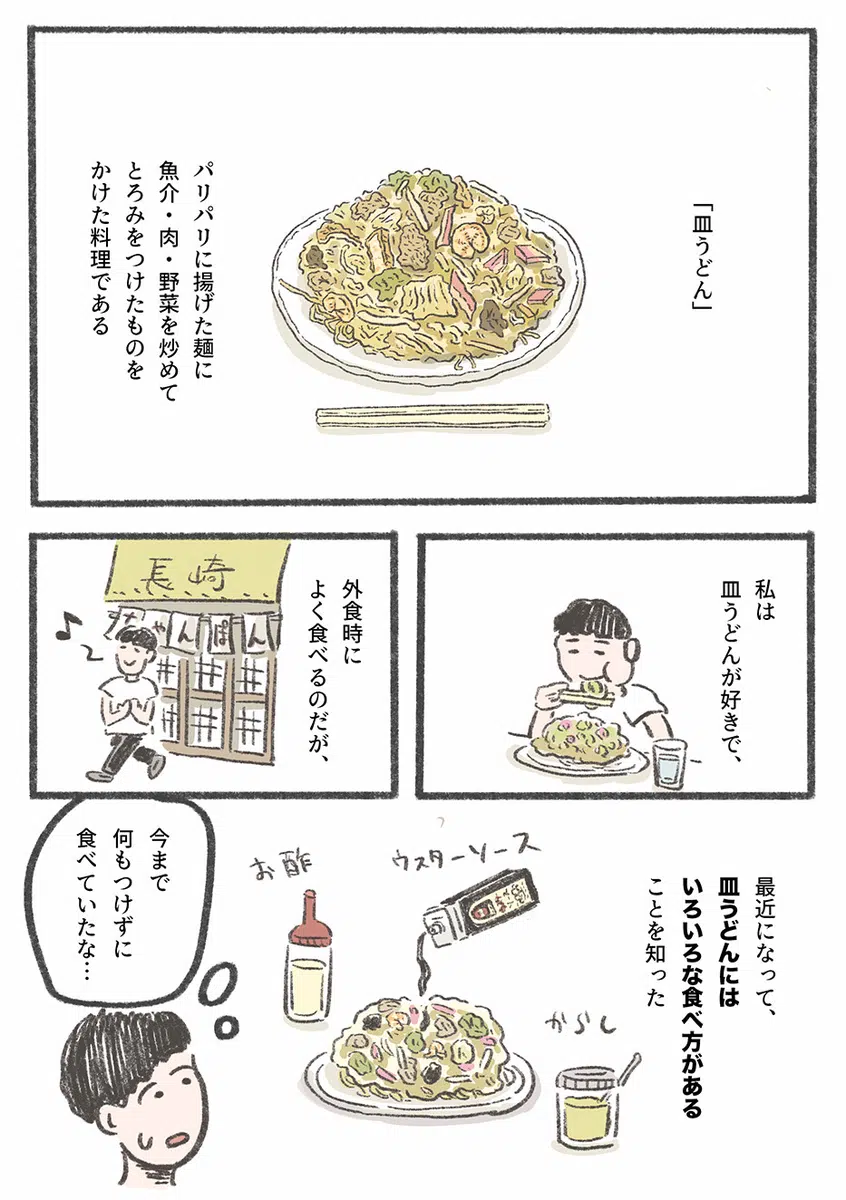 「皿うどん」
パリパリに揚げた麺に
魚介・肉・野菜を炒めて
とろみをつけたものを
かけた料理である
私は
皿うどんが好きで、
外食時に
よく食べるのだが、
長崎
ちゃんぽん
最近になって、
皿うどんには
いろいろな食べ方がある
ことを知った
ウスターソース
お酢
からし
今まで
何もつけずに
食べていたな…